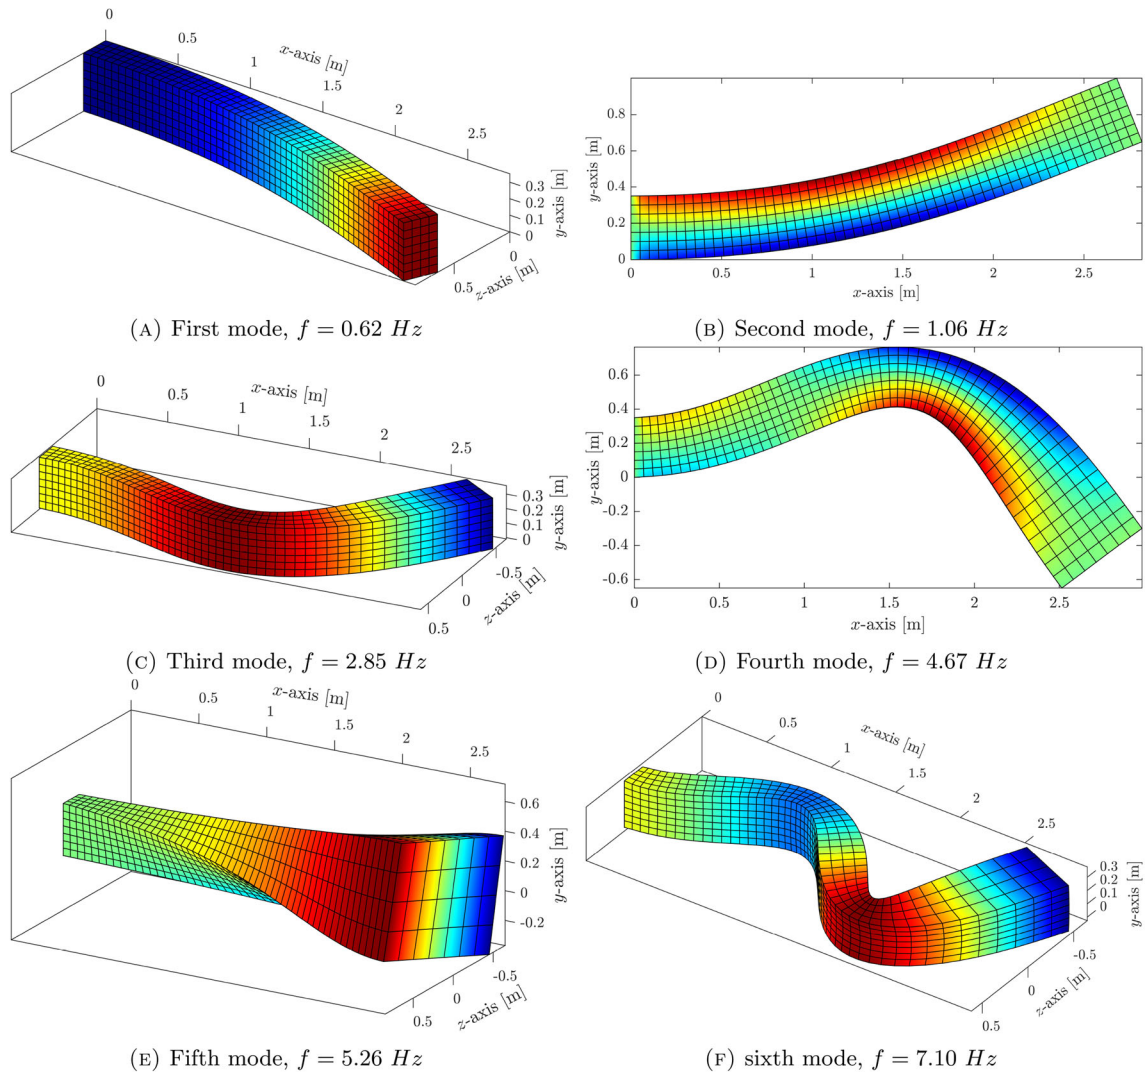 0
0.5
x-axis [m]
1
1.5
2
2.5
0.3
0.2
0.1
0
y-axis [m]
0
0.5
z-axis [m]
(A) First mode, f = 0.62 Hz
0.8
0.6
0.4
0.2
0
y-axis [m]
0 0.5 1 1.5 2 2.5
x-axis [m]
(B) Second mode, f = 1.06 Hz
0
0.5
x-axis [m]
1
1.5
2
2.5
0.3
0.2
0.1
0
y-axis [m]
-0.5
0
0.5
z-axis [m]
(C) Third mode, f = 2.85 Hz
0.6
0.4
0.2
0
-0.2
-0.4
-0.6
y-axis [m]
0 0.5 1 1.5 2 2.5
x-axis [m]
(D) Fourth mode, f = 4.67 Hz
0
x-axis [m]
0.5
1
1.5
2
2.5
0.6
0.4
0.2
0
-0.2
y-axis [m]
-0.5
0
0.5
z-axis [m]
(E) Fifth mode, f = 5.26 Hz
0
0.5
x-axis [m]
1
1.5
2
2.5
0.3
0.2
0.1
0
y-axis [m]
-0.5
0
0.5
z-axis [m]
(F) sixth mode, f = 7.10 Hz